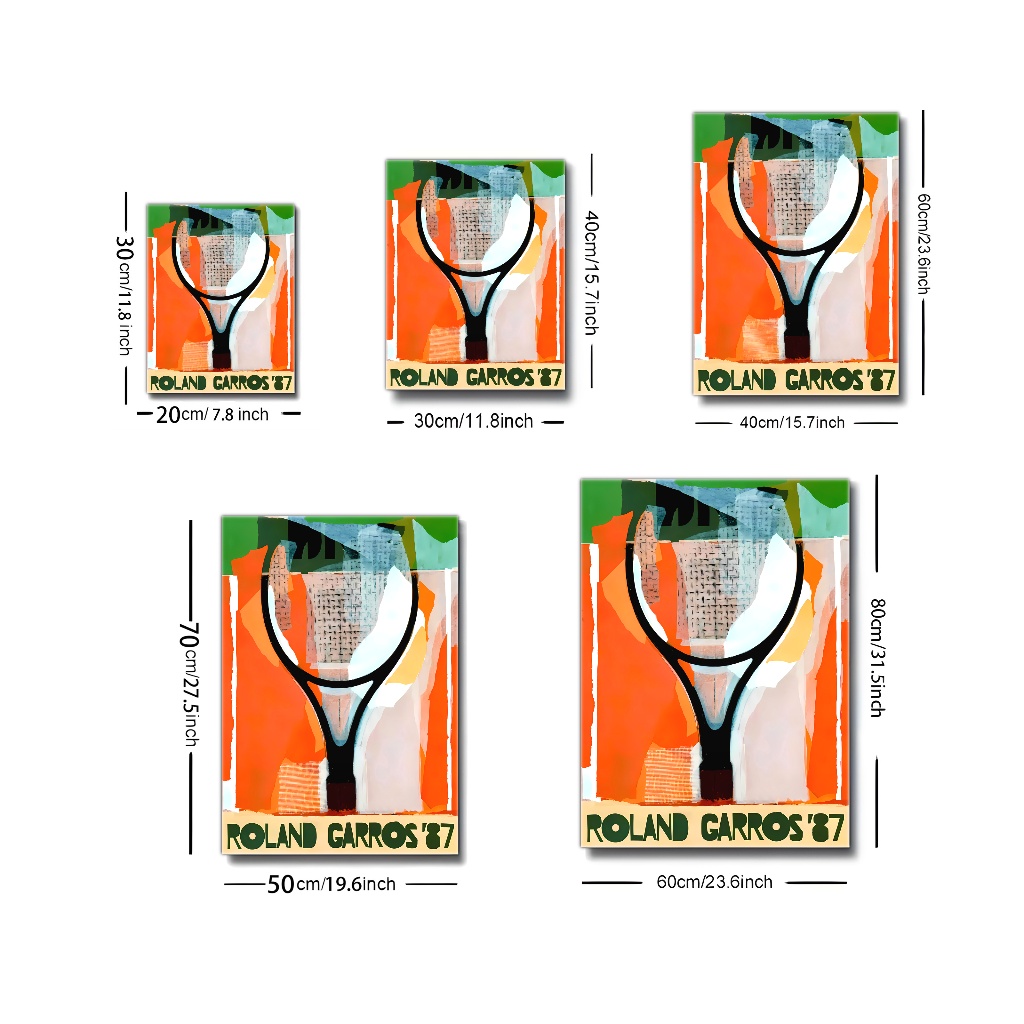 30cm/11.8 inch
ROLAND GARROS '87
20cm/ 7.8 inch
40cm/15.7inch
ROLAND GARROS '87
30cm/11.8inch
60cm/23.6inch
ROLAND GARROS '87
40cm/15.7inch
70cm/27.5inch
ROLAND GARROS '87
50cm/19.6inch
80cm/31.5inch
ROLAND GARROS '87
60cm/23.6inch